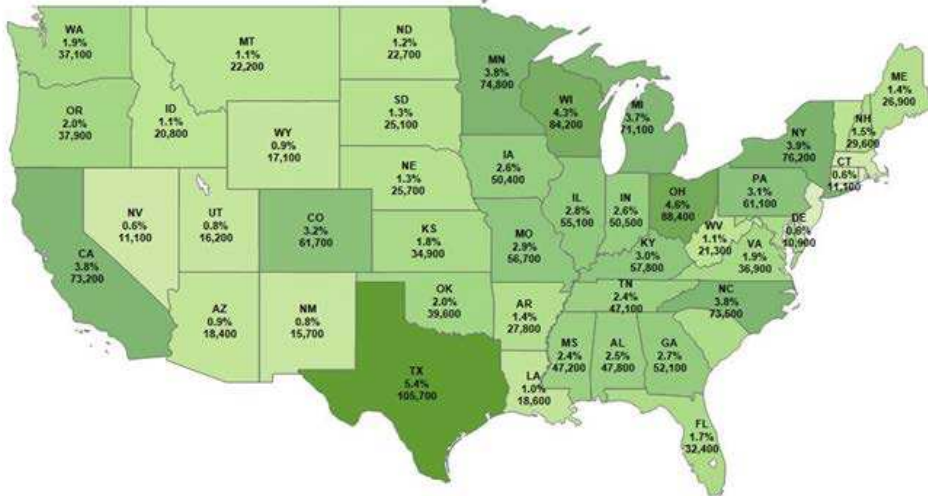 WA
1.9%
37,100
MT
1.1%
22,200
ND
1.2%
22,700
MN
3.8%
74,800
WI
4.3%
84,200
MI
3.7%
71,100
ME
1.4%
26,900
OR
2.0%
37,900
ID
1.1%
20,800
WY
0.9%
17,100
SD
1.3%
25,100
NH
1.5%
29,600
NY
3.9%
76,200
CT
0.6%
11,100
NE
1.3%
25,700
IA
2.6%
50,400
IL
2.8%
55,100
IN
2.6%
50,500
OH
4.6%
88,400
PA
3.1%
61,100
DE
0.6%
10,900
NV
0.6%
11,100
UT
0.8%
16,200
CO
3.2%
61,700
KS
1.8%
34,900
MO
2.9%
56,700
KY
3.0%
57,800
WV
1.1%
21,300
VA
1.9%
36,900
CA
3.8%
73,200
AZ
0.9%
18,400
NM
0.8%
15,700
OK
2.0%
39,600
AR
1.4%
27,800
TN
2.4%
47,100
NC
3.8%
73,600
TX
5.4%
105,700
LA
1.0%
18,600
MS
2.4%
47,200
AL
2.5%
47,800
GA
2.7%
52,100
FL
1.7%
32,400